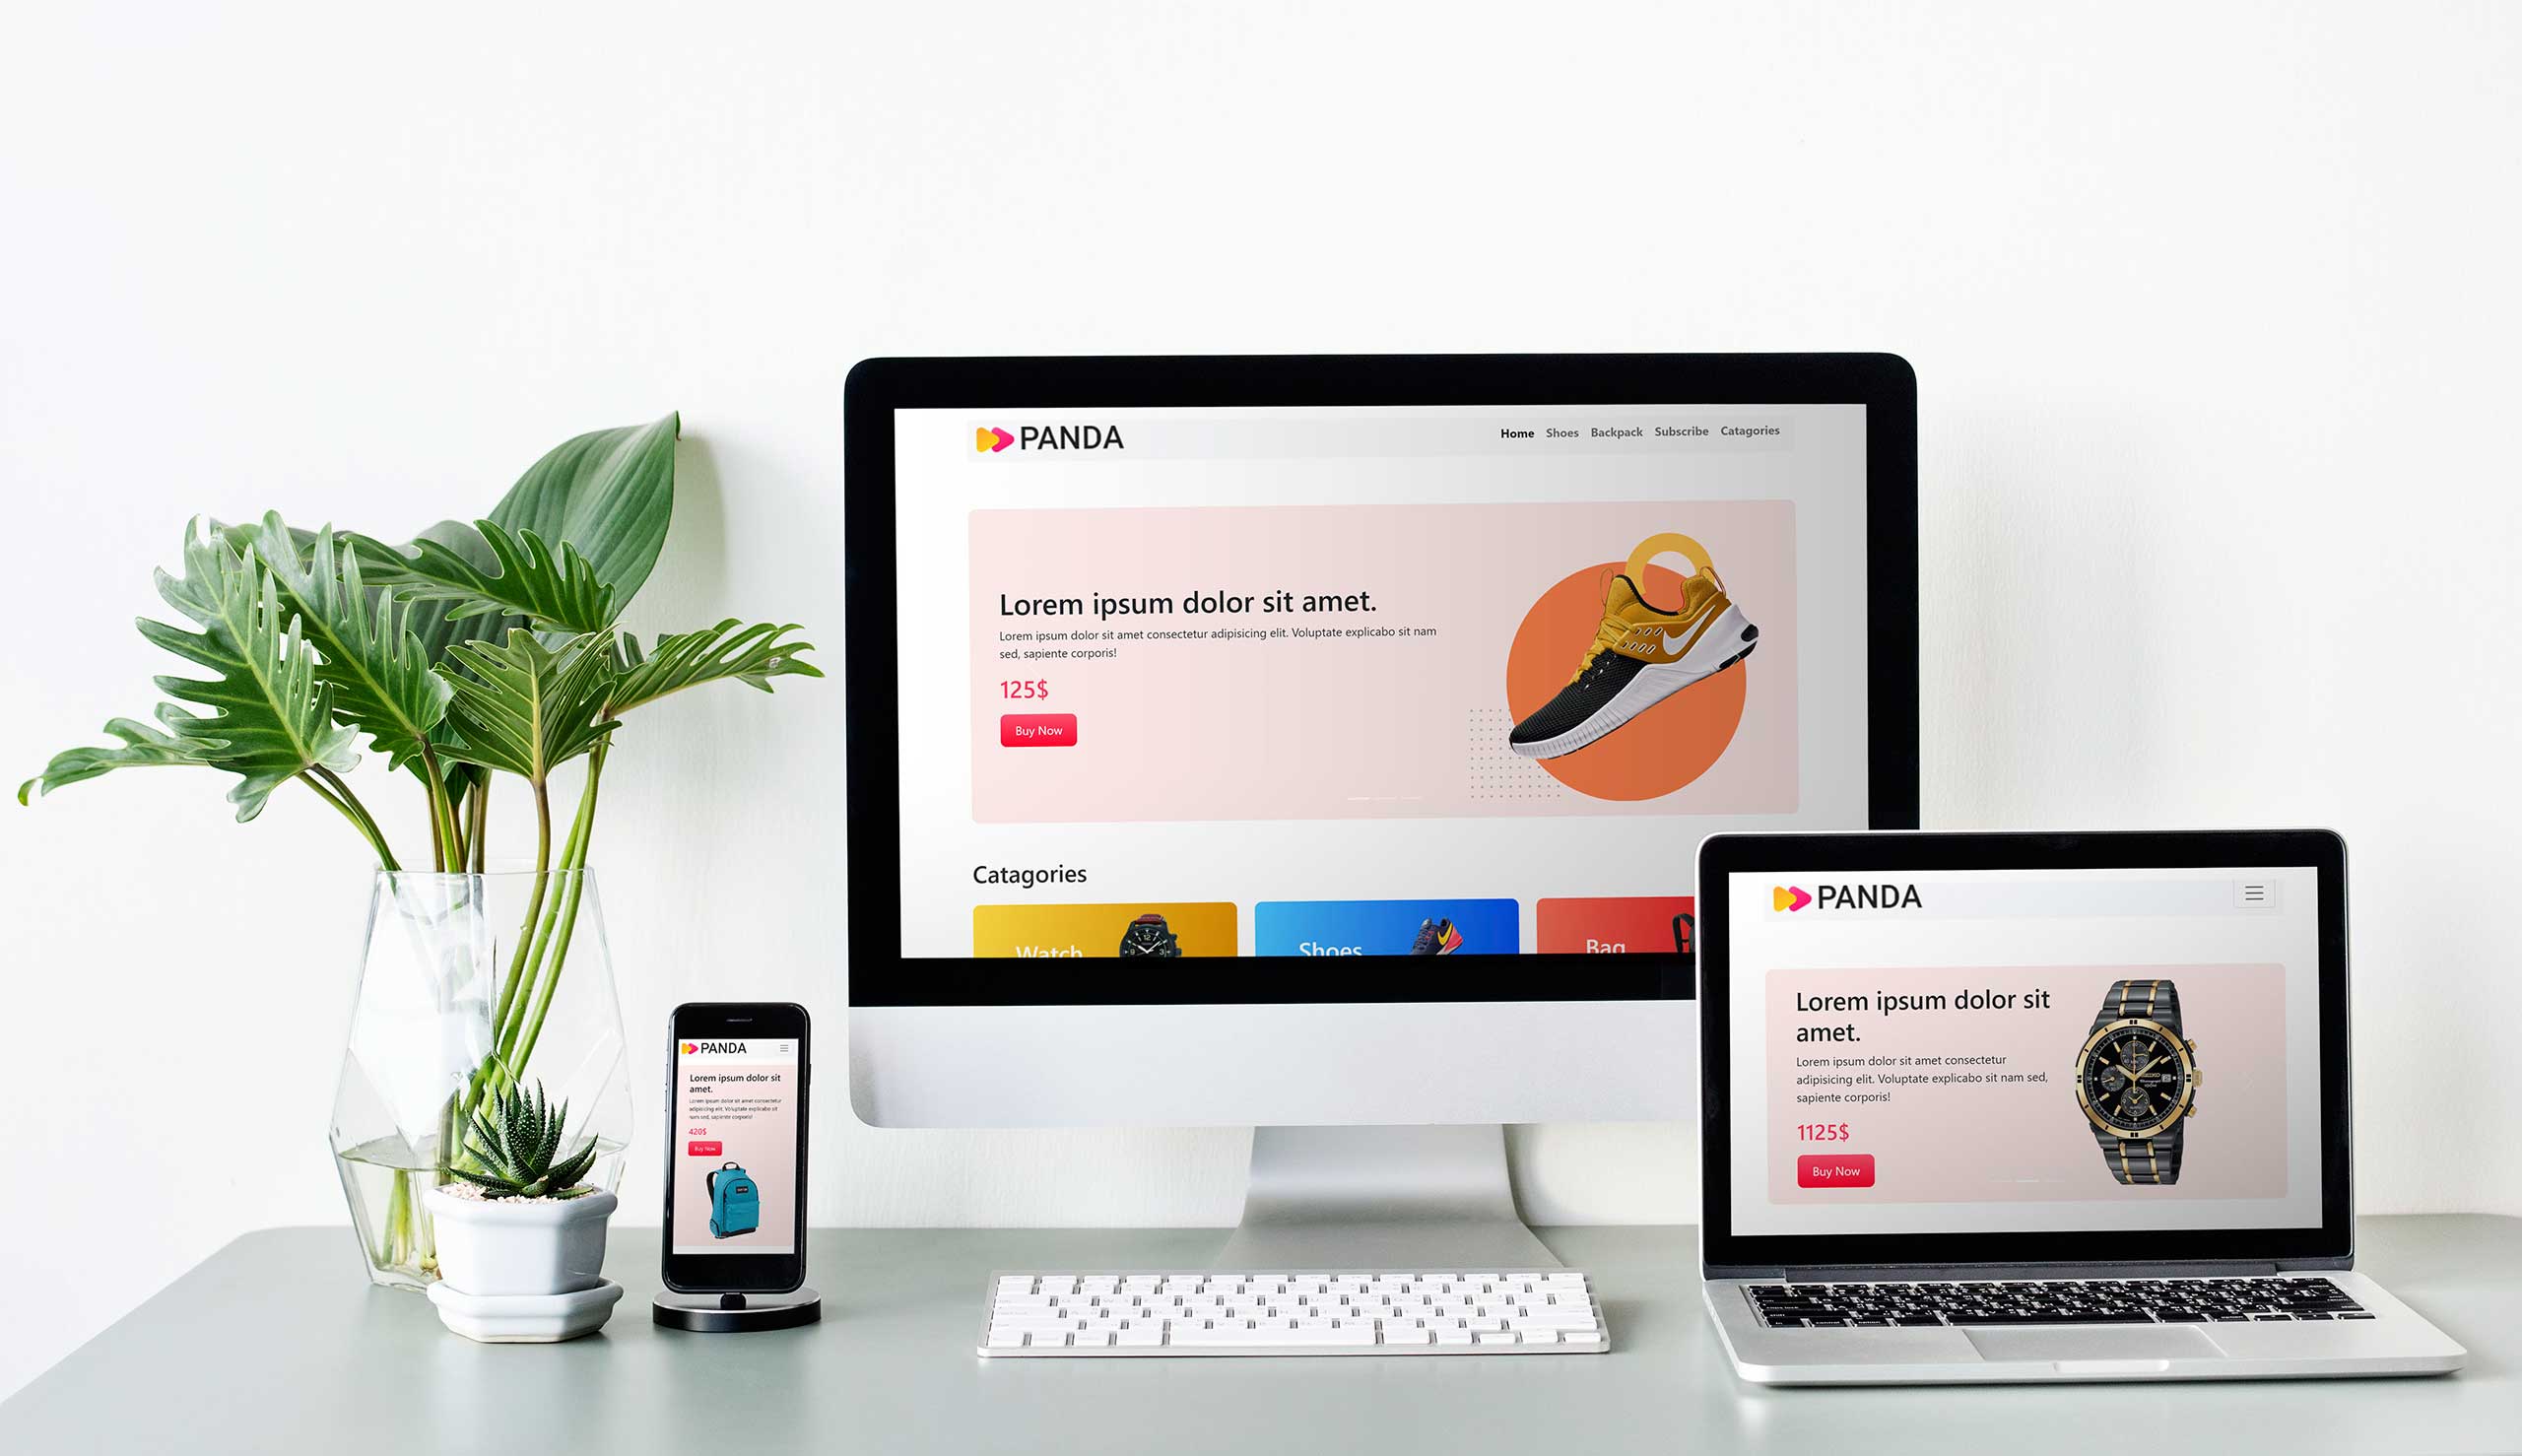 PANDA
Home Shoes Backpack Subscribe Catagories
Lorem ipsum dolor sit amet.
Lorem ipsum dolor sit amet consectetur adipisicing elit. Voluptate explicabo sit nam
sed, sapiente corporis!
125$
Buy Now
Catagories
Watch Shoes Bag
PANDA
Lorem ipsum dolor sit
amet.
Lorem ipsum dolor sit amet consectetur
adipisicing elit. Voluptate explicabo sit
nam sed, sapiente corporis!
420$
Buy Now
PANDA
Lorem ipsum dolor sit
amet.
Lorem ipsum dolor sit amet consectetur
adipisicing elit. Voluptate explicabo sit nam sed,
sapiente corporis!
SEIKO
1125$
Buy Now